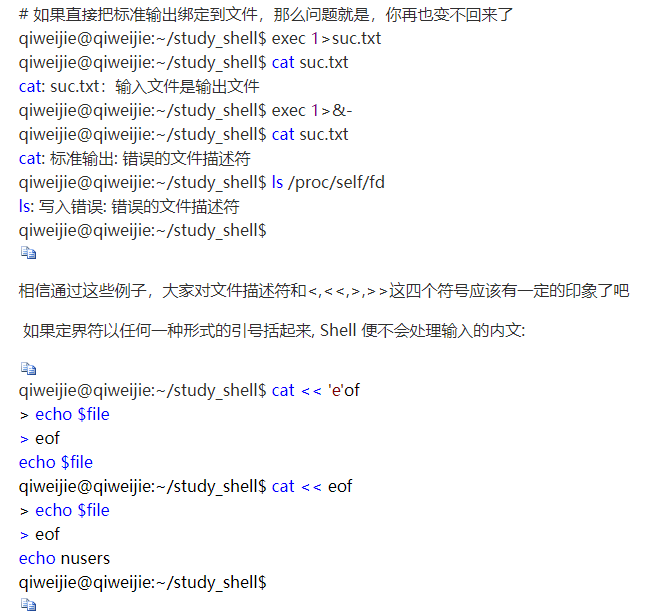 # 如果直接把标准输出绑定到文件，那么问题就是，你再也变不回来了
qiweijie@qiweijie:~/study_shell$ exec 1>suc.txt
qiweijie@qiweijie:~/study_shell$ cat suc.txt
cat: suc.txt：输入文件是输出文件
qiweijie@qiweijie:~/study_shell$ exec 1>&-
qiweijie@qiweijie:~/study_shell$ cat suc.txt
cat: 标准输出: 错误的文件描述符
qiweijie@qiweijie:~/study_shell$ ls /proc/self/fd
ls: 写入错误: 错误的文件描述符
qiweijie@qiweijie:~/study_shell$
相信通过这些例子，大家对文件描述符和<,<<,>,>>这四个符号应该有一定的印象了吧
如果定界符以任何一种形式的引号括起来, Shell 便不会处理输入的内文:
qiweijie@qiweijie:~/study_shell$ cat << 'e'of
> echo $file
> eof
echo $file
qiweijie@qiweijie:~/study_shell$ cat << eof
> echo $file
> eof
echo nusers
qiweijie@qiweijie:~/study_shell$